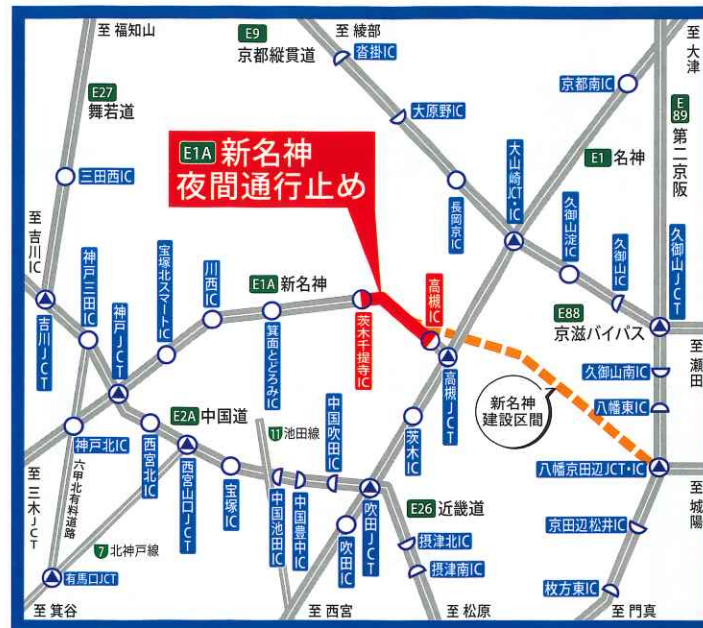 至 福知山
E9
京都縦貫道
至 綾部
沓掛IC
至 大津
京都南IC
E27
舞若道
大原野IC
E89
第二京阪
E1A 新名神
夜間通行止め
E1 名神
大山崎JCT・IC
三田西IC
長岡京IC
久御山淀IC
久御山IC
久御山JCT
至 吉川IC
神戸三田IC
神戸JCT
宝塚北スマートIC
川西IC
E1A 新名神
高槻IC
E88
京滋バイパス
吉川JCT
箕面とどろみIC
茨木千提寺IC
高槻JCT
至 瀬田
久御山南IC
新名神
建設区間
八幡東IC
E2A 中国道
11 池田線
中国吹田IC
茨木IC
神戸北IC
西宮北IC
西宮山口JCT
宝塚IC
中国池田IC
中国豊中IC
吹田JCT
吹田IC
八幡京田辺JCT・IC
至 三木JCT
六甲北有料道路
E26 近畿道
至 城陽
7 北神戸線
摂津北IC
京田辺松井IC
有馬口JCT
摂津南IC
枚方東IC
至 箕谷
至 西宮
至 松原
至 門真